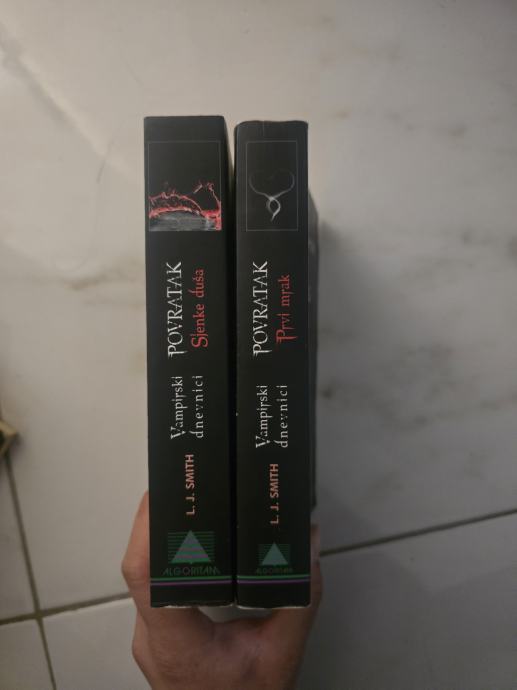 L. J. SMITH
Vampirski
dnevnici
POVRATAK
Sjenke duša
ALGORITAM
L. J. SMITH
Vampirski
dnevnici
POVRATAK
Prvi mrak
ALGORITAM